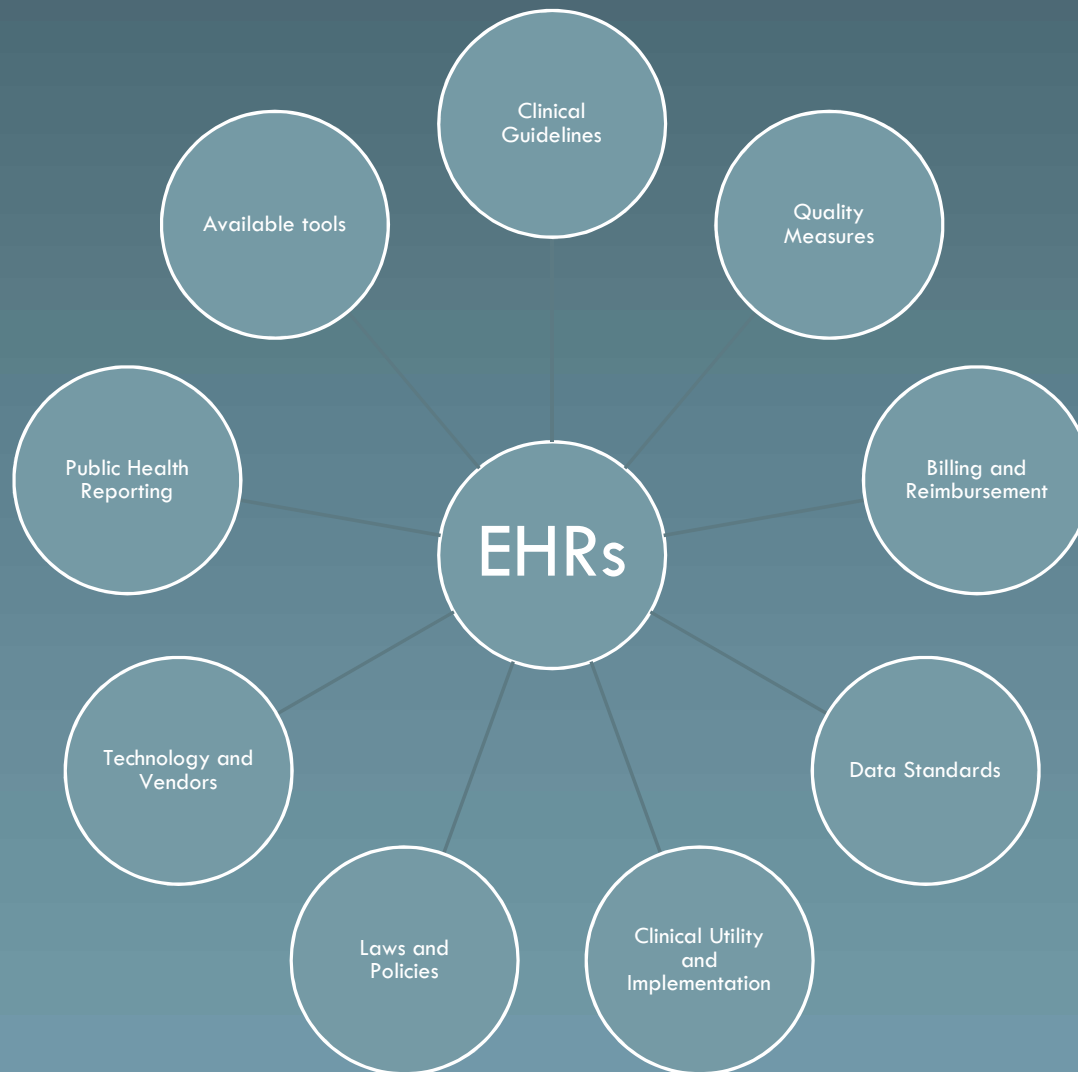 Clinical
Guidelines
Available tools
Quality
Measures
Public Health
Reporting
Billing and
Reimbursement
EHRs
Technology and
Vendors
Data Standards
Laws and
Policies
Clinical Utility
and
Implementation